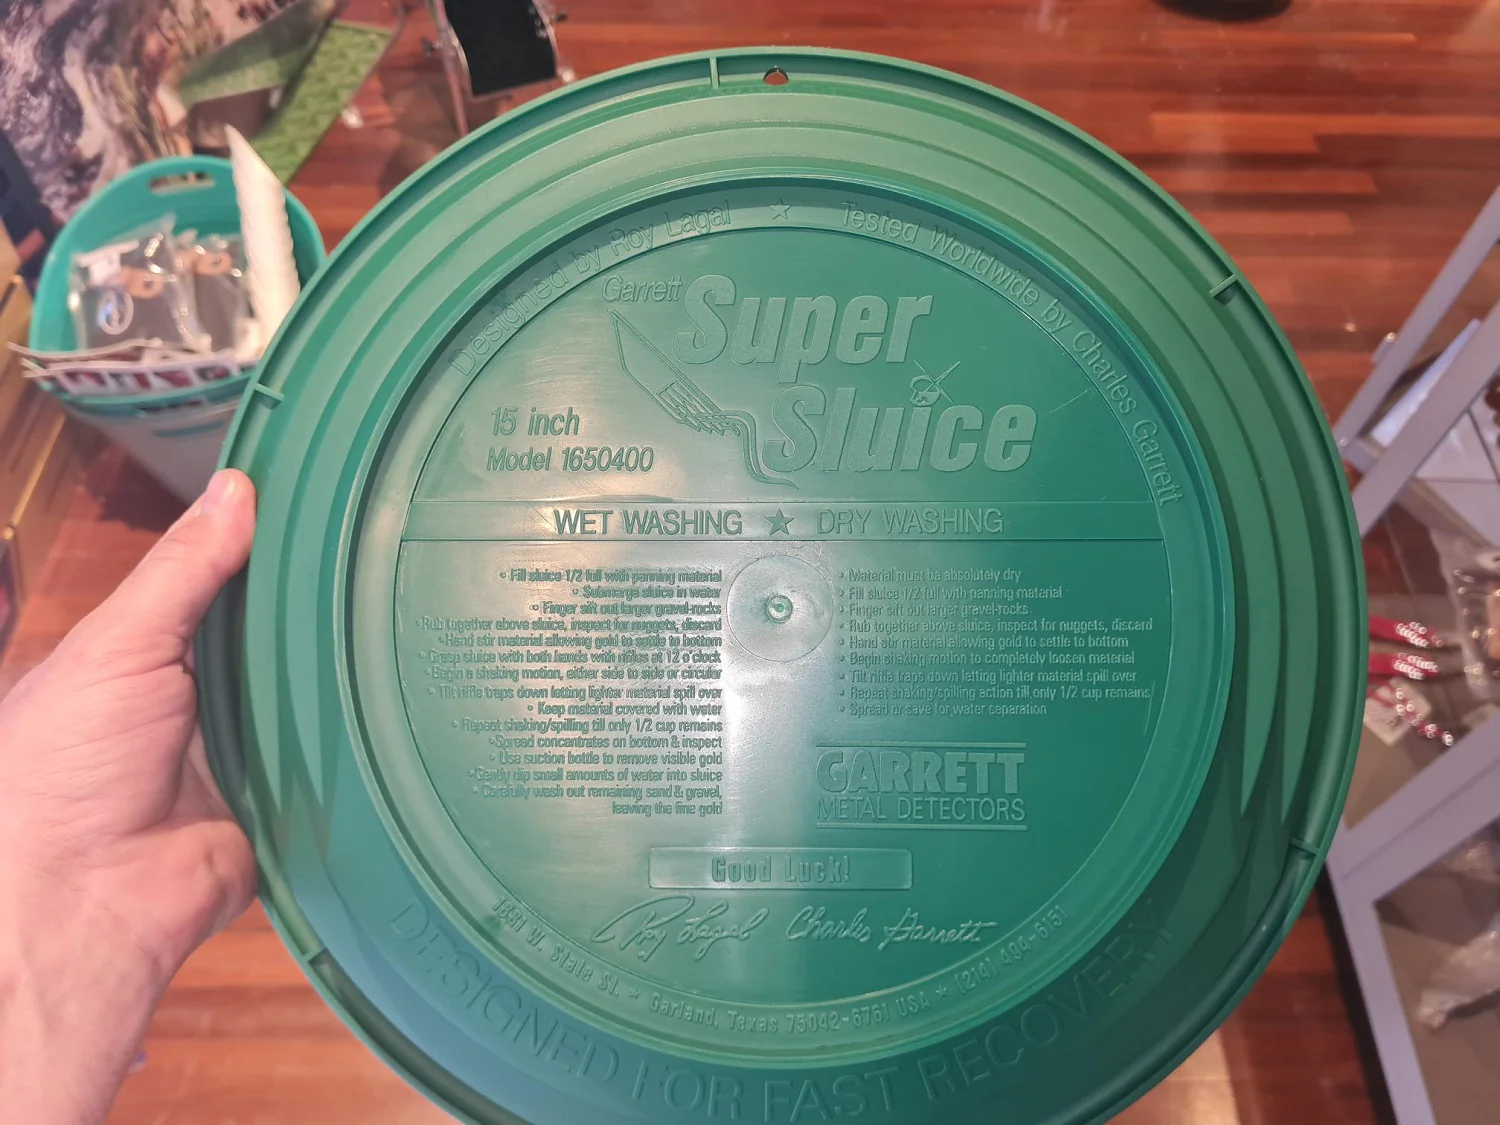 Designed by Roy Lagal ★ Tested Worldwide by Charles Garrett
Garrett
Super
Sluice
15 inch
Model 1650400
WET WASHING ★ DRY WASHING
• Fill sluice 1/2 full with panning material
• Submerge sluice in water
• Finger sift out larger gravel-rocks
• Rub together above sluice, inspect for nuggets, discard
• Hand stir material allowing gold to settle to bottom
• Grasp sluice with both hands with riffles at 12 o'clock
• Begin a shaking motion, either side to side or circular
• Tilt riffle traps down letting lighter material spill over
• Keep material covered with water
• Repeat shaking/spilling till only 1/2 cup remains
• Spread concentrates on bottom & inspect
• Use suction bottle to remove visible gold
• Gently dip small amounts of water into sluice
• Carefully wash out remaining sand & gravel,
leaving the fine gold
• Material must be absolutely dry
• Fill sluice 1/2 full with panning material
• Finger sift out larger gravel-rocks
• Rub together above sluice, inspect for nuggets, discard
• Hand stir material allowing gold to settle to bottom
• Begin shaking motion to completely loosen material
• Tilt riffle traps down letting lighter material spill over
• Repeat shaking/spilling action till only 1/2 cup remains
• Spread or save for water separation
GARRETT
METAL DETECTORS
Good Luck!
Roy Lagal Charles Garrett
1881 W. State St. ★ Garland, Texas 75042-6761 USA ★ (214) 494-6151
DESIGNED FOR FAST RECOVERY